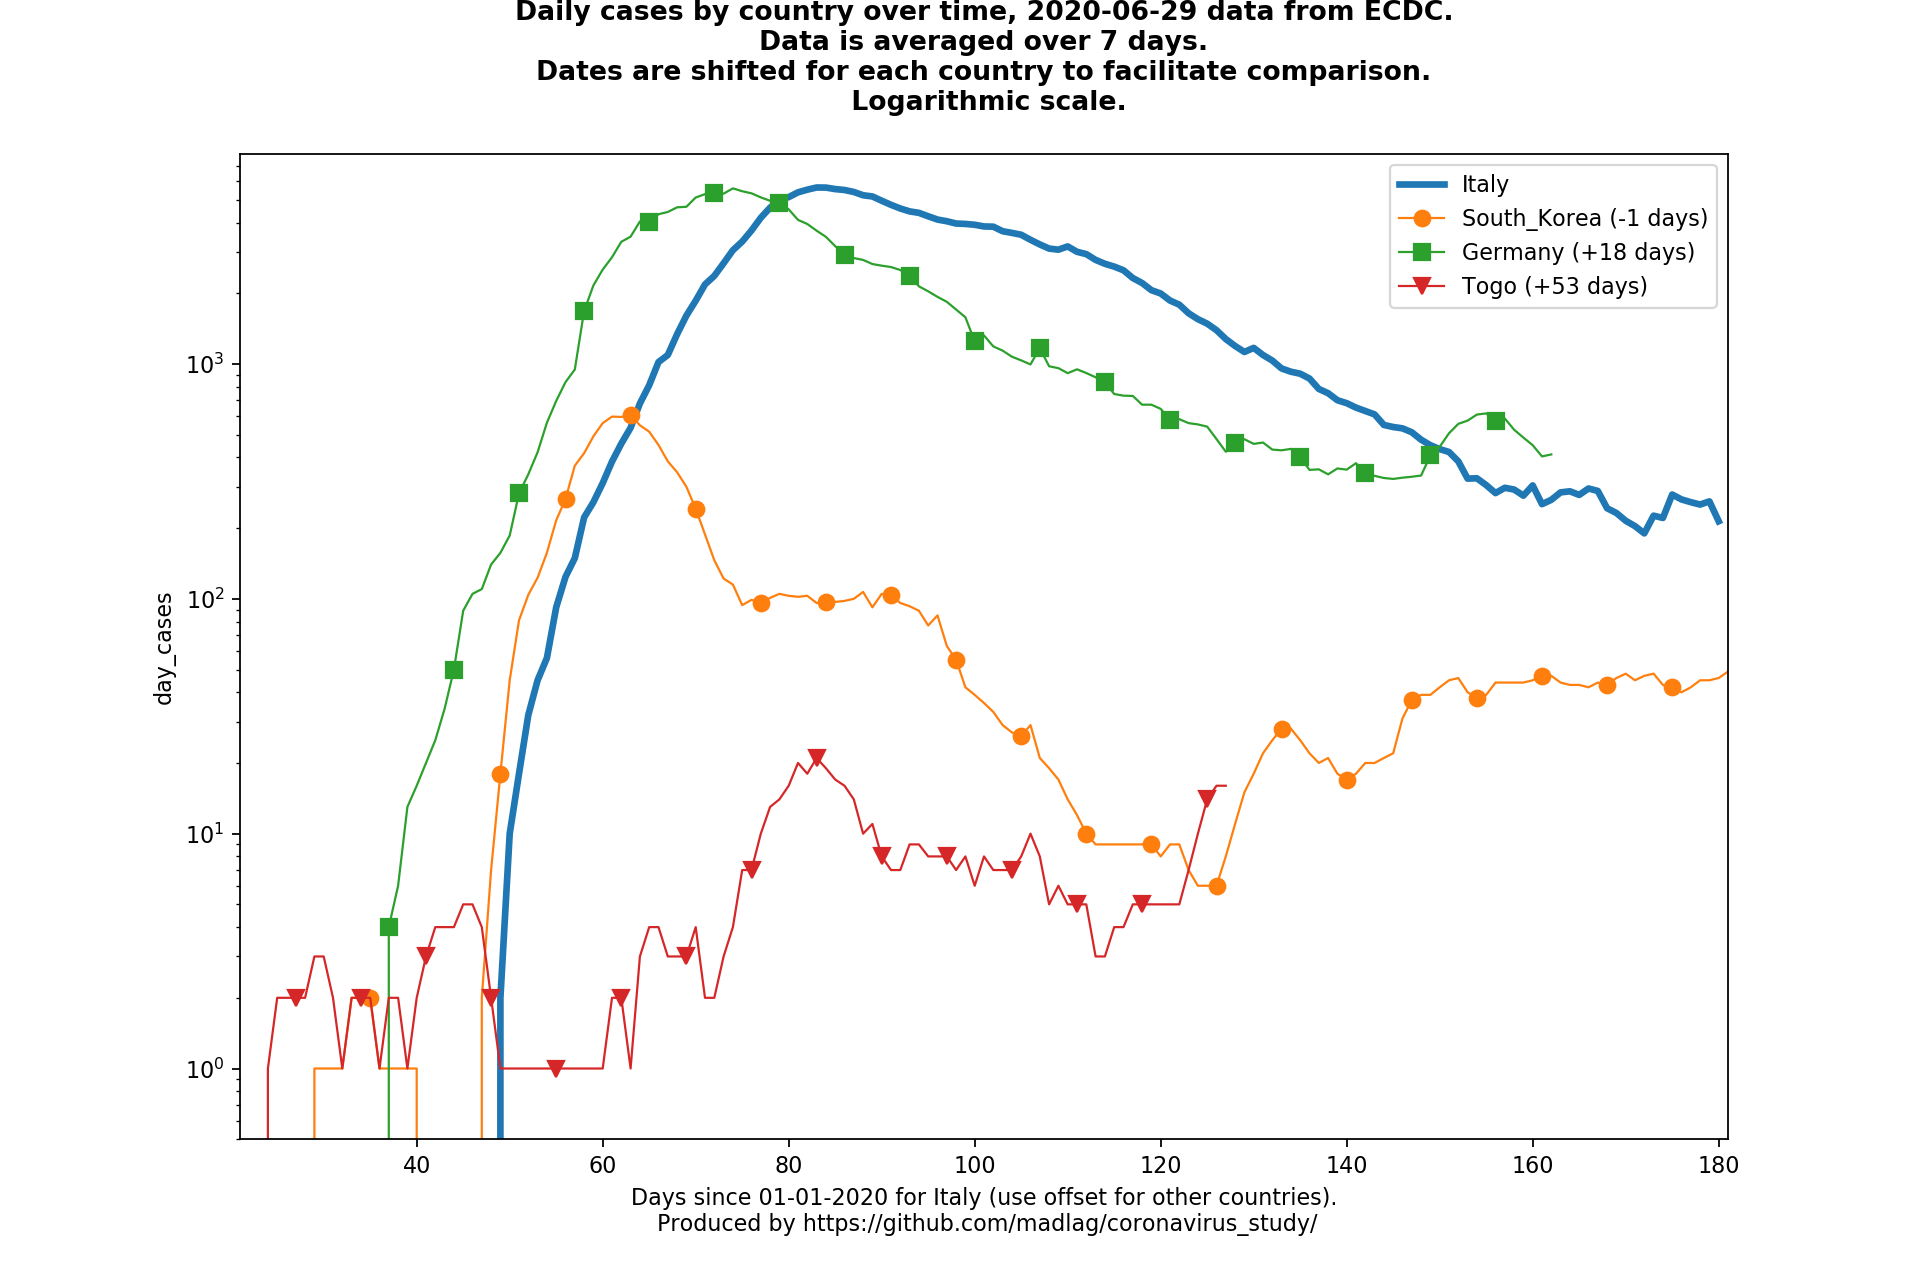 Daily cases by country over time, 2020-06-29 data from ECDC.
Data is averaged over 7 days.
Dates are shifted for each country to facilitate comparison.
Logarithmic scale.
Italy
South_Korea (-1 days)
Germany (+18 days)
Togo (+53 days)
day_cases
10³
10²
10¹
10⁰
40 60 80 100 120 140 160 180
Days since 01-01-2020 for Italy (use offset for other countries).
Produced by https://github.com/madlag/coronavirus_study/